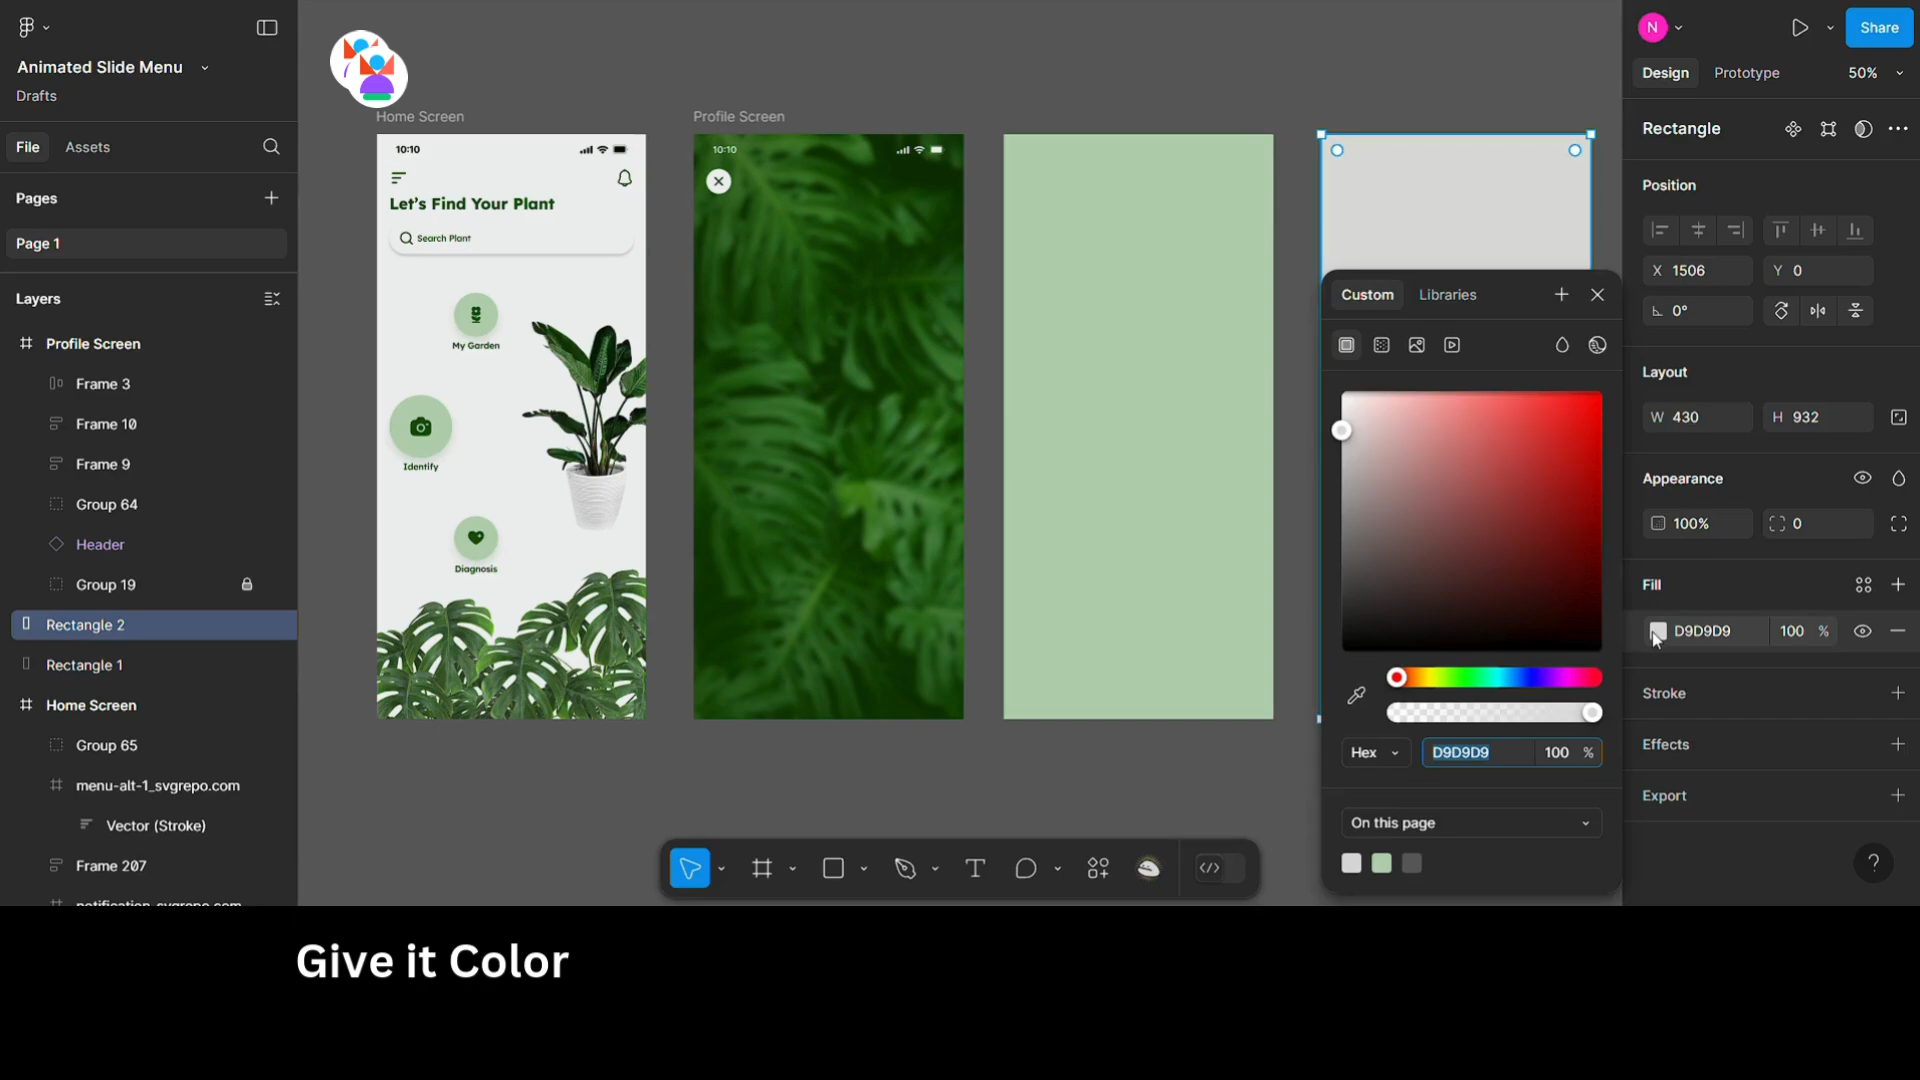 Animated Slide Menu
Drafts
File
Assets
Pages
Page 1
Layers
Profile Screen
Frame 3
Frame 10
Frame 9
Group 64
Header
Group 19
Rectangle 2
Rectangle 1
Home Screen
Group 65
menu-alt-1_svgrepo.com
Vector (Stroke)
Frame 207
notification_svgrepo.com
Home Screen
10:10
Let's Find Your Plant
Search Plant
My Garden
Identify
Diagnosis
Profile Screen
10:10
Custom
Libraries
Hex
D9D9D9
100 %
On this page
N
Share
Design
Prototype
50%
Rectangle
Position
X 1506
Y 0
0°
Layout
W 430
H 932
Appearance
100%
0
Fill
D9D9D9
100 %
Stroke
Effects
Export
?
Give it Color